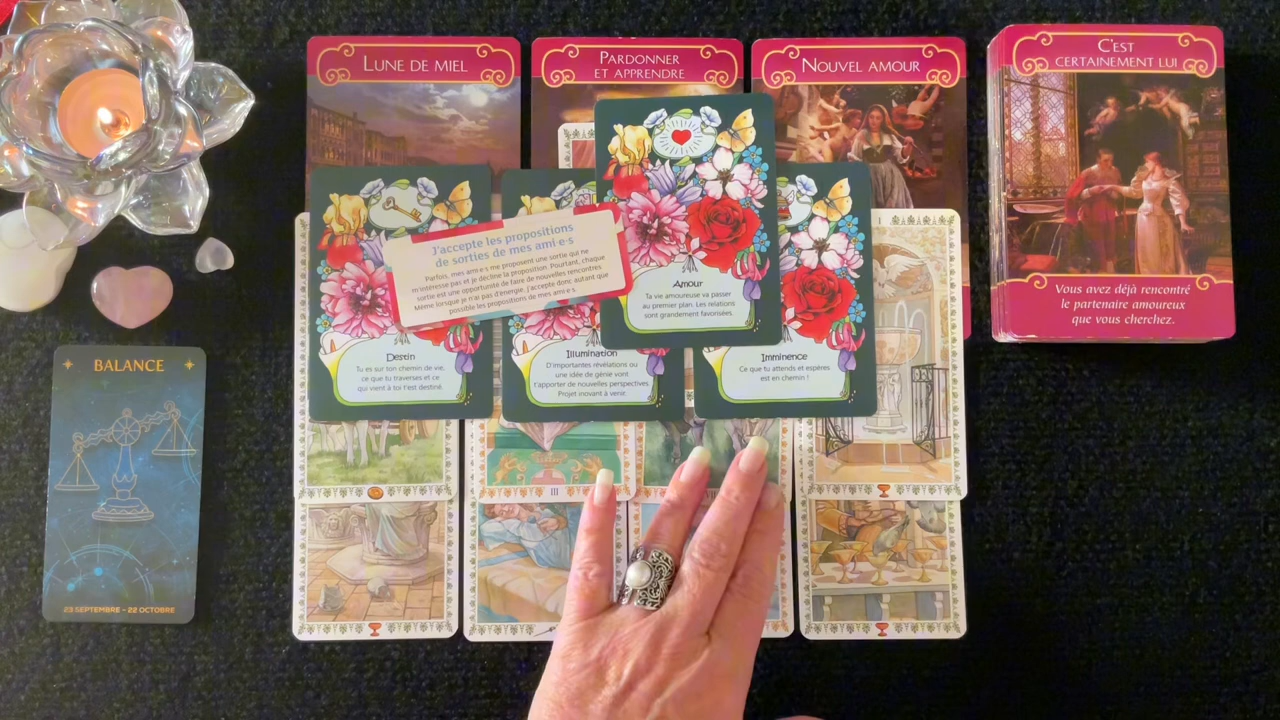 LUNE DE MIEL
PARDONNER
ET APPRENDRE
NOUVEL AMOUR
C'EST
CERTAINEMENT LUI
Vous avez déjà rencontré
le partenaire amoureux
que vous cherchez.
J'accepte les propositions
de sorties de mes ami·e·s
Parfois, mes ami·e·s me proposent une sortie qui ne
m'intéresse pas et je décline la proposition. Pourtant, chaque
sortie est une opportunité de faire de nouvelles rencontres
Même lorsque je n'ai pas d'énergie, j'accepte donc autant que
possible les propositions de mes ami·e·s.
Amour
Ta vie amoureuse va passer
au premier plan. Les relations
sont grandement favorisées.
Destin
Tu es sur ton chemin de vie,
ce que tu traverses et ce
qui vient à toi t'est destiné.
Illumination
D'importantes révélations ou
une idée de génie vont
t'apporter de nouvelles perspectives.
Projet inovant à venir.
Imminence
Ce que tu attends et espères
est en chemin !
BALANCE
23 SEPTEMBRE - 22 OCTOBRE
I
III